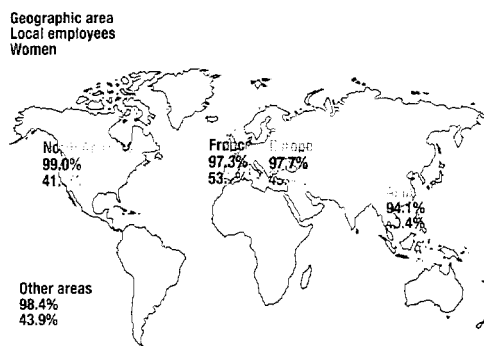 Geographic area
Local employees
Women
99.0%
France
97.3%
Europe
97.7%
94.1%
Other areas
98.4%
43.9%